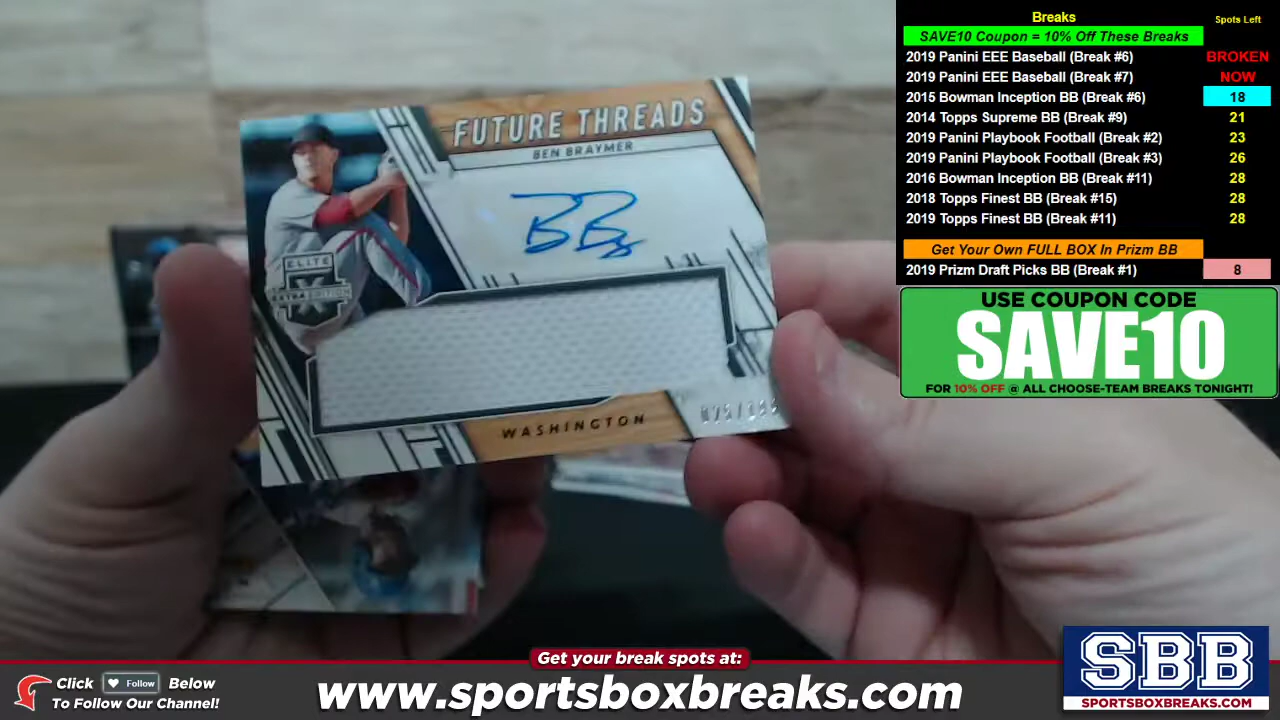 FUTURE THREADS
BEN BRAYMER
BB
ELITE
EXTRA EDITION
WASHINGTON
Breaks
Spots Left
SAVE10 Coupon = 10% Off These Breaks
2019 Panini EEE Baseball (Break #6) BROKEN
2019 Panini EEE Baseball (Break #7) NOW
2015 Bowman Inception BB (Break #6) 18
2014 Topps Supreme BB (Break #9) 21
2019 Panini Playbook Football (Break #2) 23
2019 Panini Playbook Football (Break #3) 26
2016 Bowman Inception BB (Break #11) 28
2018 Topps Finest BB (Break #15) 28
2019 Topps Finest BB (Break #11) 28
Get Your Own FULL BOX In Prizm BB
2019 Prizm Draft Picks BB (Break #1) 8
USE COUPON CODE
SAVE10
FOR 10% OFF @ ALL CHOOSE-TEAM BREAKS TONIGHT!
Get your break spots at:
Click Follow Below
To Follow Our Channel!
www.sportsboxbreaks.com
SBB
SPORTSBOXBREAKS.COM